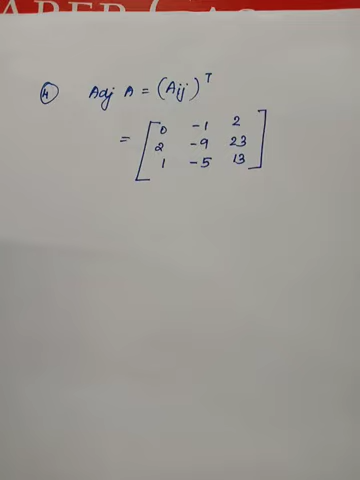 ④ Adj A = (Aij)ᵀ
= [ 0 -1 2
2 -9 23
1 -5 13 ]